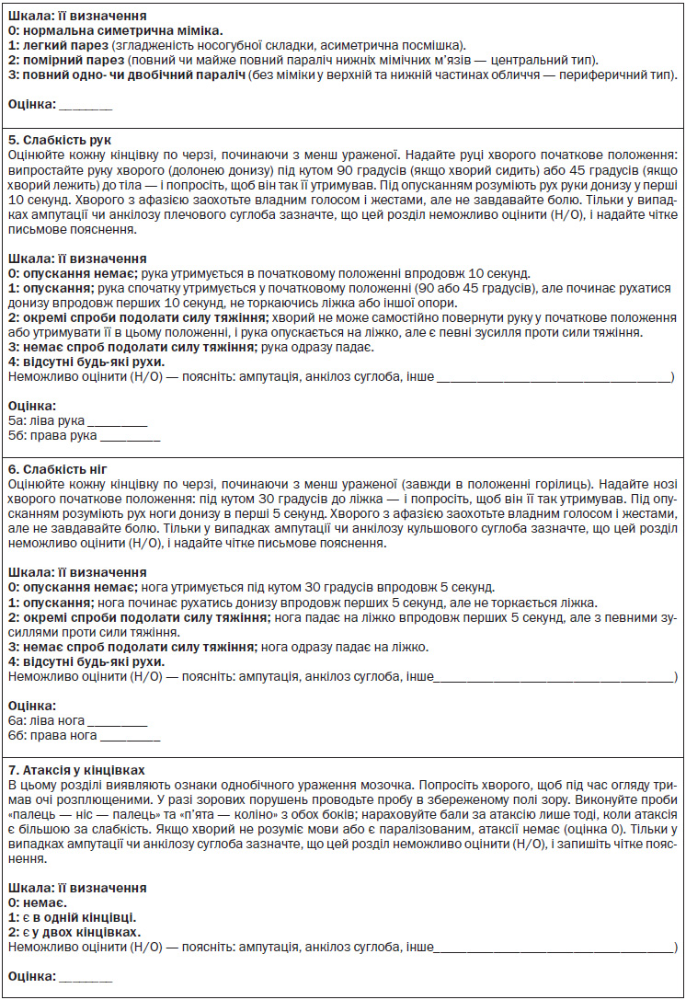 Шкала: її визначення
0: нормальна симетрична міміка.
1: легкий парез (згладженість носогубної складки, асиметрична посмішка).
2: помірний парез (повний чи майже повний параліч нижніх мімічних м’язів — центральний тип).
3: повний одно- чи двобічний параліч (без міміки у верхній та нижній частинах обличчя — периферичний тип).
Оцінка: ________
5. Слабкість рук
Оцінюйте кожну кінцівку по черзі, починаючи з менш ураженої. Надайте руці хворого початкове положення:
випростайте руку хворого (долонею донизу) під кутом 90 градусів (якщо хворий сидить) або 45 градусів (якщо
хворий лежить) до тіла — і попросіть, щоб він так її утримував. Під опусканням розуміють рух руки донизу у перші
10 секунд. Хворого з афазією заохотьте владним голосом і жестами, але не завдавайте болю. Тільки у випад-
ках ампутації чи анкілозу плечового суглоба зазначте, що цей розділ неможливо оцінити (Н/О), і надайте чітке
письмове пояснення.
Шкала: її визначення
0: опускання немає; рука утримується в початковому положенні впродовж 10 секунд.
1: опускання; рука спочатку утримується у початковому положенні (90 або 45 градусів), але починає рухатися
донизу впродовж перших 10 секунд, не торкаючись ліжка або іншої опори.
2: окремі спроби подолати силу тяжіння; хворий не може самостійно повернути руку у початкове положення
або утримувати її в цьому положенні, і рука опускається на ліжко, але є певні зусилля проти сили тяжіння.
3: немає спроб подолати силу тяжіння; рука одразу падає.
4: відсутні будь-які рухи.
Неможливо оцінити (Н/О) — поясніть: ампутація, анкілоз суглоба, інше ___________________________________)
Оцінка:
5а: ліва рука _________
5б: права рука _________
6. Слабкість ніг
Оцінюйте кожну кінцівку по черзі, починаючи з менш ураженої (завжди в положенні горілиць). Надайте нозі
хворого початкове положення: під кутом 30 градусів до ліжка — і попросіть, щоб він її так утримував. Під опу-
сканням розуміють рух ноги донизу в перші 5 секунд. Хворого з афазією заохотьте владним голосом і жестами,
але не завдавайте болю. Тільки у випадках ампутації чи анкілозу кульшового суглоба зазначте, що цей розділ
неможливо оцінити (Н/О), і надайте чітке письмове пояснення.
Шкала: її визначення
0: опускання немає; нога утримується під кутом 30 градусів впродовж 5 секунд.
1: опускання; нога починає рухатись донизу впродовж перших 5 секунд, але не торкається ліжка.
2: окремі спроби подолати силу тяжіння; нога падає на ліжко впродовж перших 5 секунд, але з певними зу-
силлями проти сили тяжіння.
3: немає спроб подолати силу тяжіння; нога одразу падає на ліжко.
4: відсутні будь-які рухи.
Неможливо оцінити (Н/О) — поясніть: ампутація, анкілоз суглоба, інше____________________________________)
Оцінка:
6а: ліва нога _________
6б: права нога _________
7. Атаксія у кінцівках
В цьому розділі виявляють ознаки однобічного ураження мозочка. Попросіть хворого, щоб під час огляду три-
мав очі розплющеними. У разі зорових порушень проводьте пробу в збереженому полі зору. Виконуйте проби
«палець — ніс — палець» та «п’ята — коліно» з обох боків; нараховуйте бали за атаксію лише тоді, коли атаксія
є більшою за слабкість. Якщо хворий не розуміє мови або є паралізованим, атаксії немає (оцінка 0). Тільки у
випадках ампутації чи анкілозу суглоба зазначте, що цей розділ неможливо оцінити (Н/О), і запишіть чітке пояс-
нення.
Шкала: її визначення
0: немає.
1: є в одній кінцівці.
2: є у двох кінцівках.
Неможливо оцінити (Н/О) — поясніть: ампутація, анкілоз суглоба, інше____________________________________)
Оцінка: ________